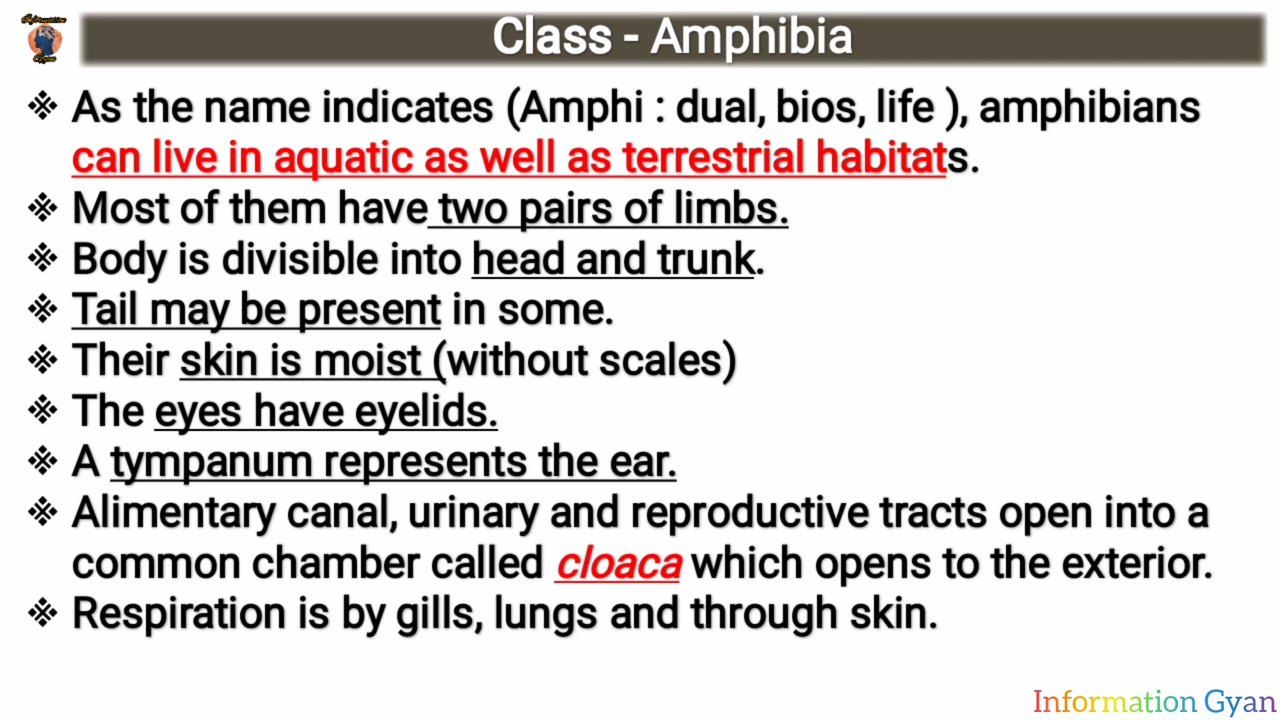 Information
Gyan
Class - Amphibia
❖ As the name indicates (Amphi : dual, bios, life ), amphibians
can live in aquatic as well as terrestrial habitats.
❖ Most of them have two pairs of limbs.
❖ Body is divisible into head and trunk.
❖ Tail may be present in some.
❖ Their skin is moist (without scales)
❖ The eyes have eyelids.
❖ A tympanum represents the ear.
❖ Alimentary canal, urinary and reproductive tracts open into a
common chamber called cloaca which opens to the exterior.
❖ Respiration is by gills, lungs and through skin.
Information Gyan